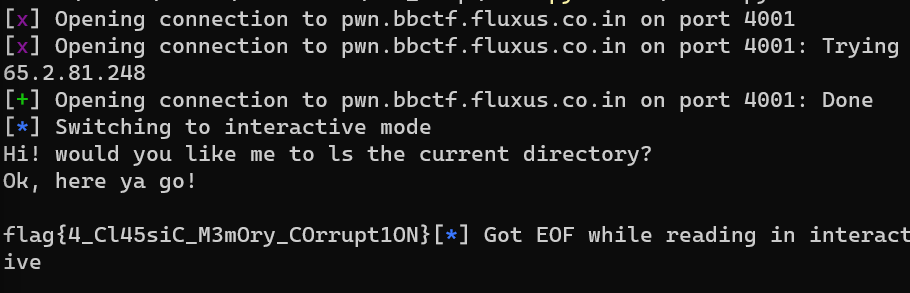 [x] Opening connection to pwn.bbctf.fluxus.co.in on port 4001
[x] Opening connection to pwn.bbctf.fluxus.co.in on port 4001: Trying
65.2.81.248
[+] Opening connection to pwn.bbctf.fluxus.co.in on port 4001: Done
[*] Switching to interactive mode
Hi! would you like me to ls the current directory?
Ok, here ya go!
flag{4_Cl45siC_M3mOry_COrrupt1ON}[*] Got EOF while reading in interact
ive